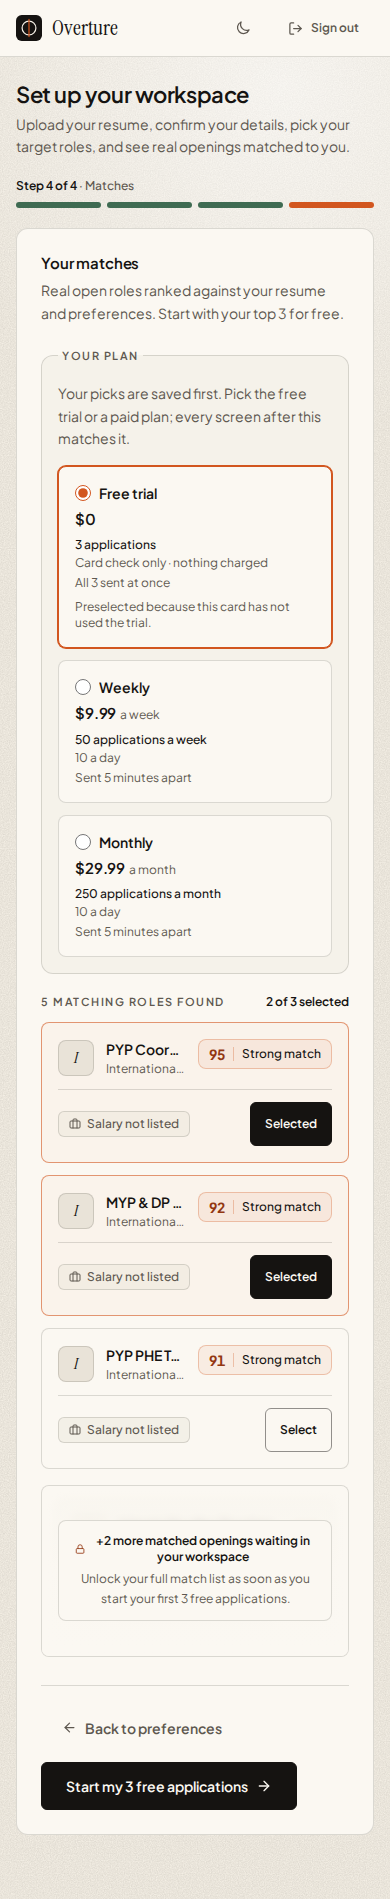 Overture
Sign out
Set up your workspace
Upload your resume, confirm your details, pick your
target roles, and see real openings matched to you.
Step 4 of 4 · Matches
Your matches
Real open roles ranked against your resume
and preferences. Start with your top 3 for free.
YOUR PLAN
Your picks are saved first. Pick the free
trial or a paid plan; every screen after this
matches it.
Free trial
$0
3 applications
Card check only · nothing charged
All 3 sent at once
Preselected because this card has not
used the trial.
Weekly
$9.99 a week
50 applications a week
10 a day
Sent 5 minutes apart
Monthly
$29.99 a month
250 applications a month
10 a day
Sent 5 minutes apart
5 MATCHING ROLES FOUND
2 of 3 selected
I
PYP Coor...
Internationa...
95 Strong match
Salary not listed
Selected
I
MYP & DP ...
Internationa...
92 Strong match
Salary not listed
Selected
I
PYP PHET...
Internationa...
91 Strong match
Salary not listed
Select
+2 more matched openings waiting in
your workspace
Unlock your full match list as soon as you
start your first 3 free applications.
Back to preferences
Start my 3 free applications